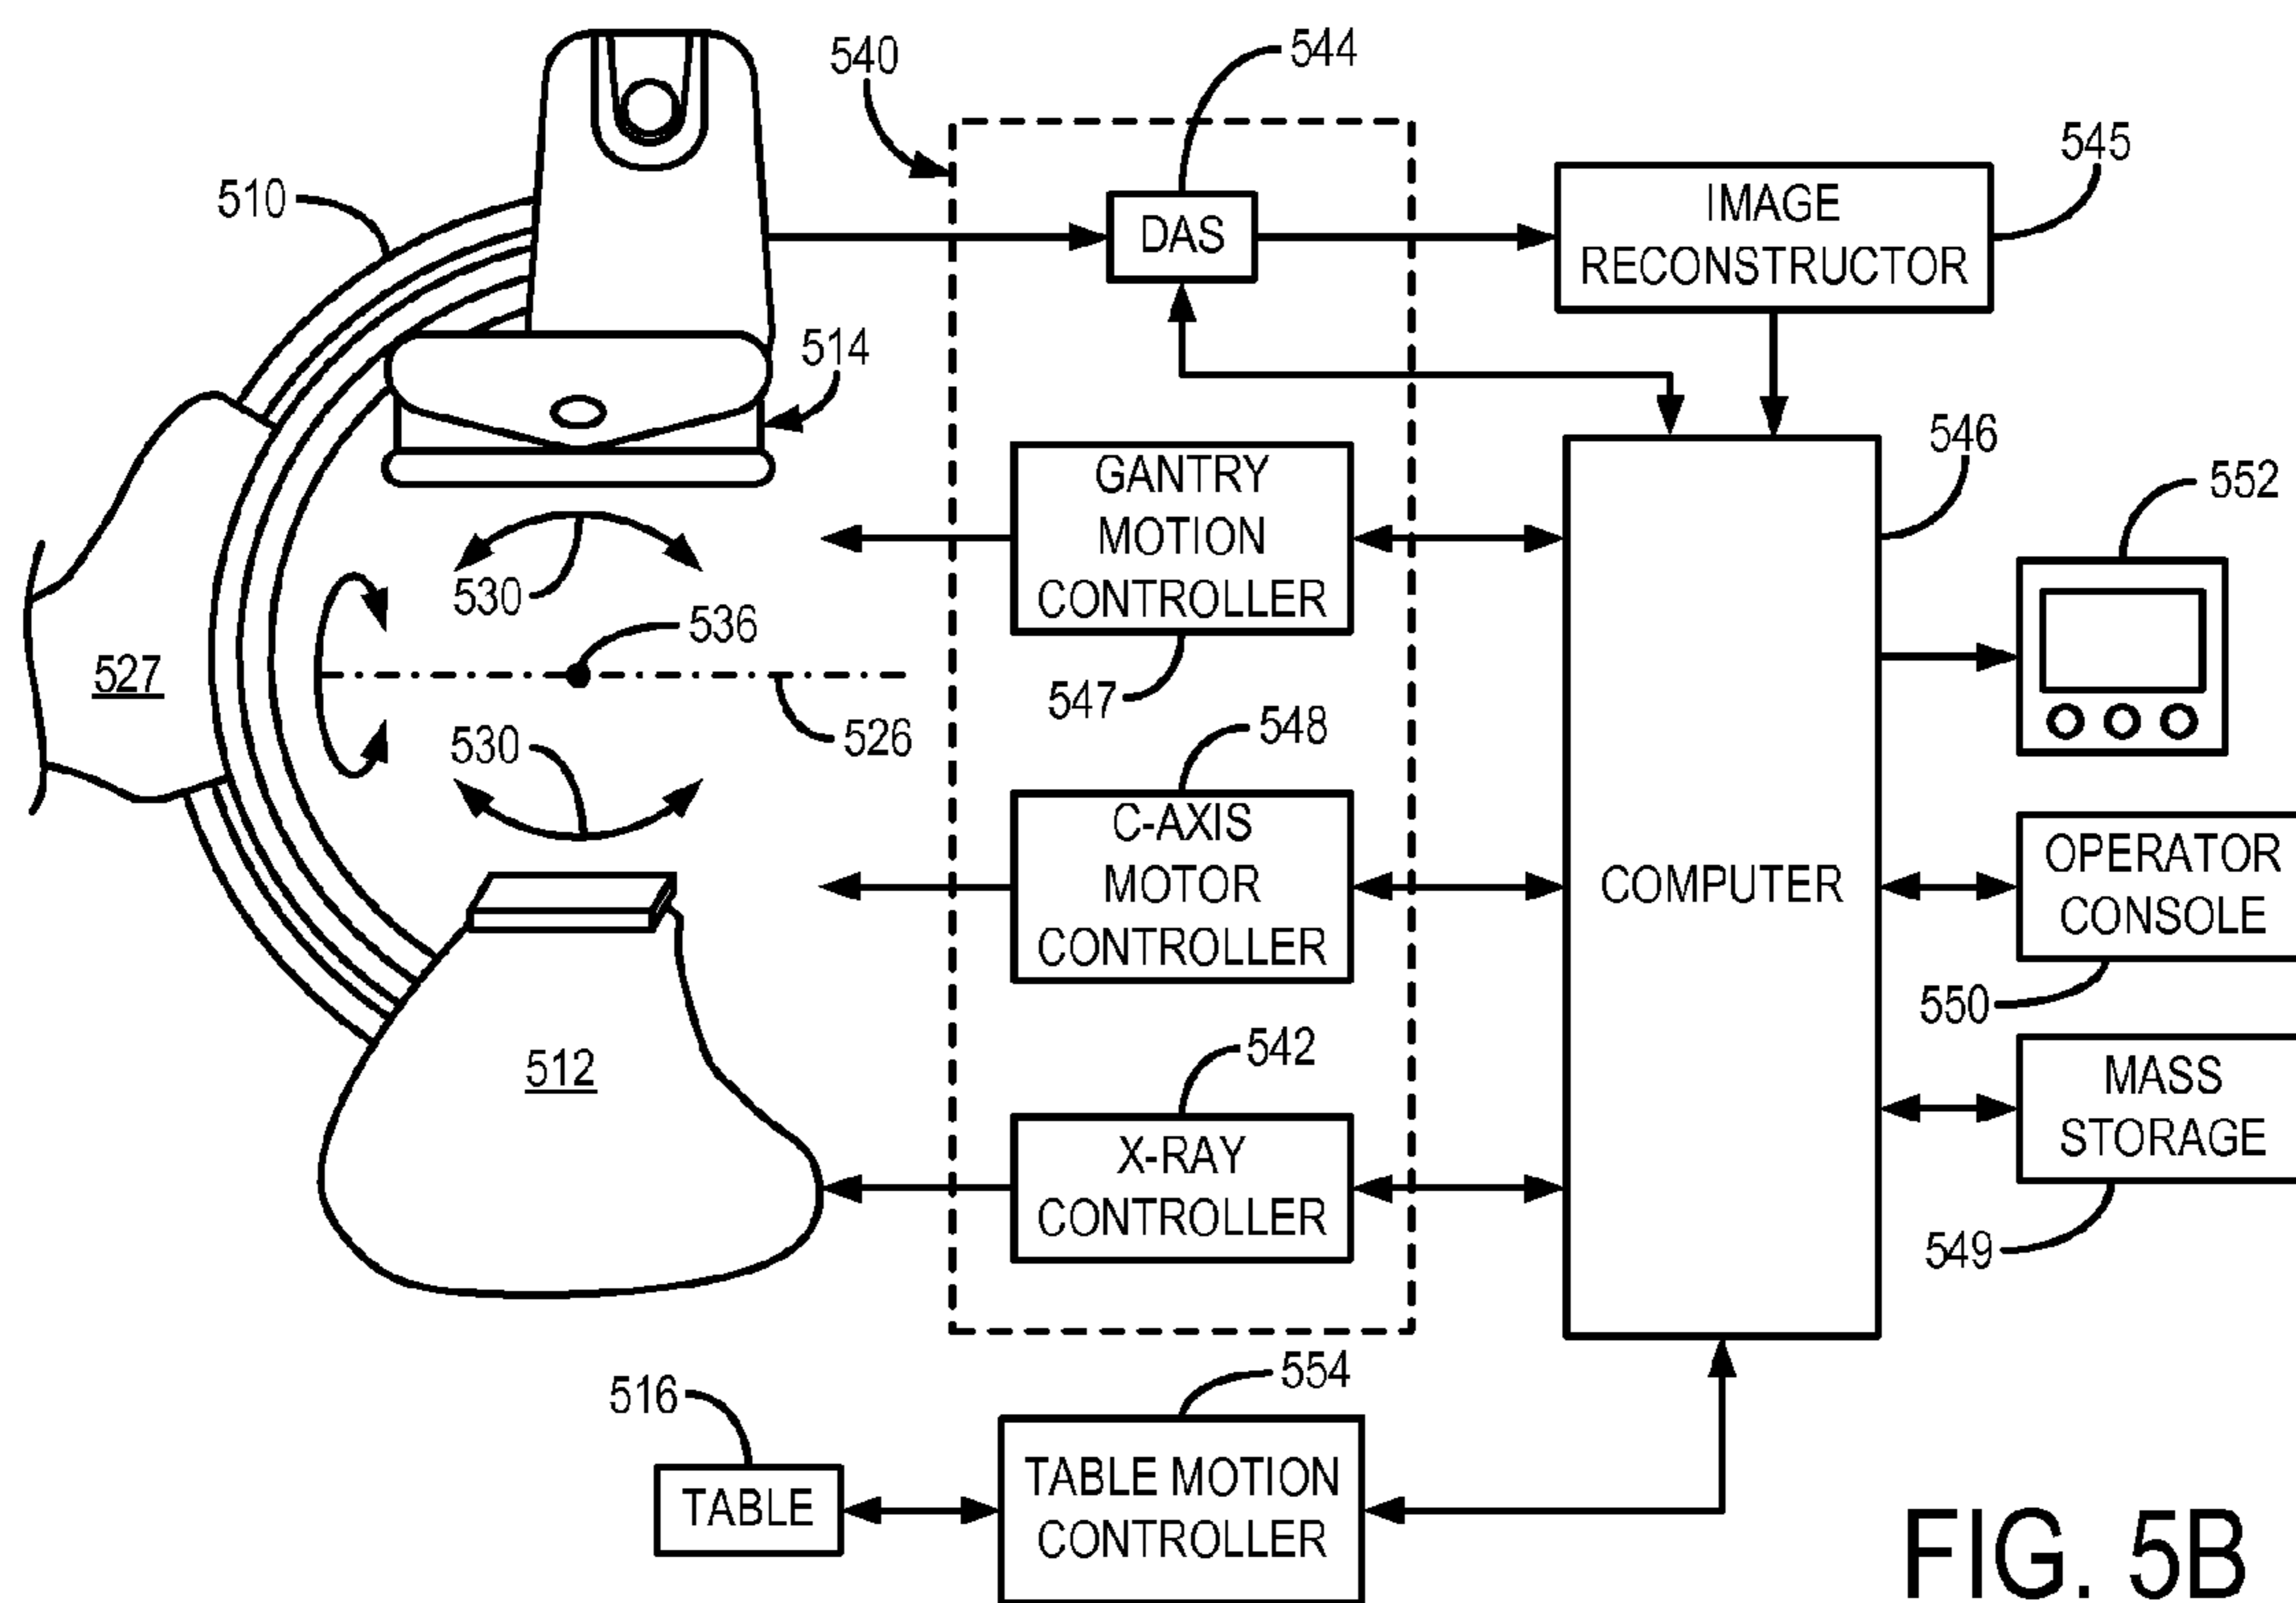 540
544
545
510
DAS
IMAGE
RECONSTRUCTOR
514
546
552
GANTRY
MOTION
CONTROLLER
530
536
527
547
526
548
530
C-AXIS
MOTOR
CONTROLLER
COMPUTER
OPERATOR
CONSOLE
550
542
512
X-RAY
CONTROLLER
MASS
STORAGE
549
554
516
TABLE
TABLE MOTION
CONTROLLER
FIG. 5B